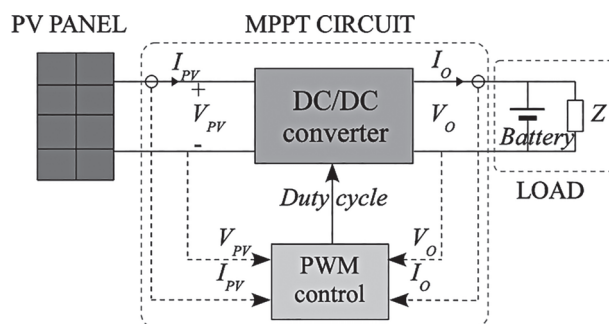 PV PANEL
MPPT CIRCUIT
I_PV
I_O
+
V_PV
-
DC/DC
converter
V_O
Battery
Z
LOAD
Duty cycle
V_PV
I_PV
PWM
control
V_O
I_O